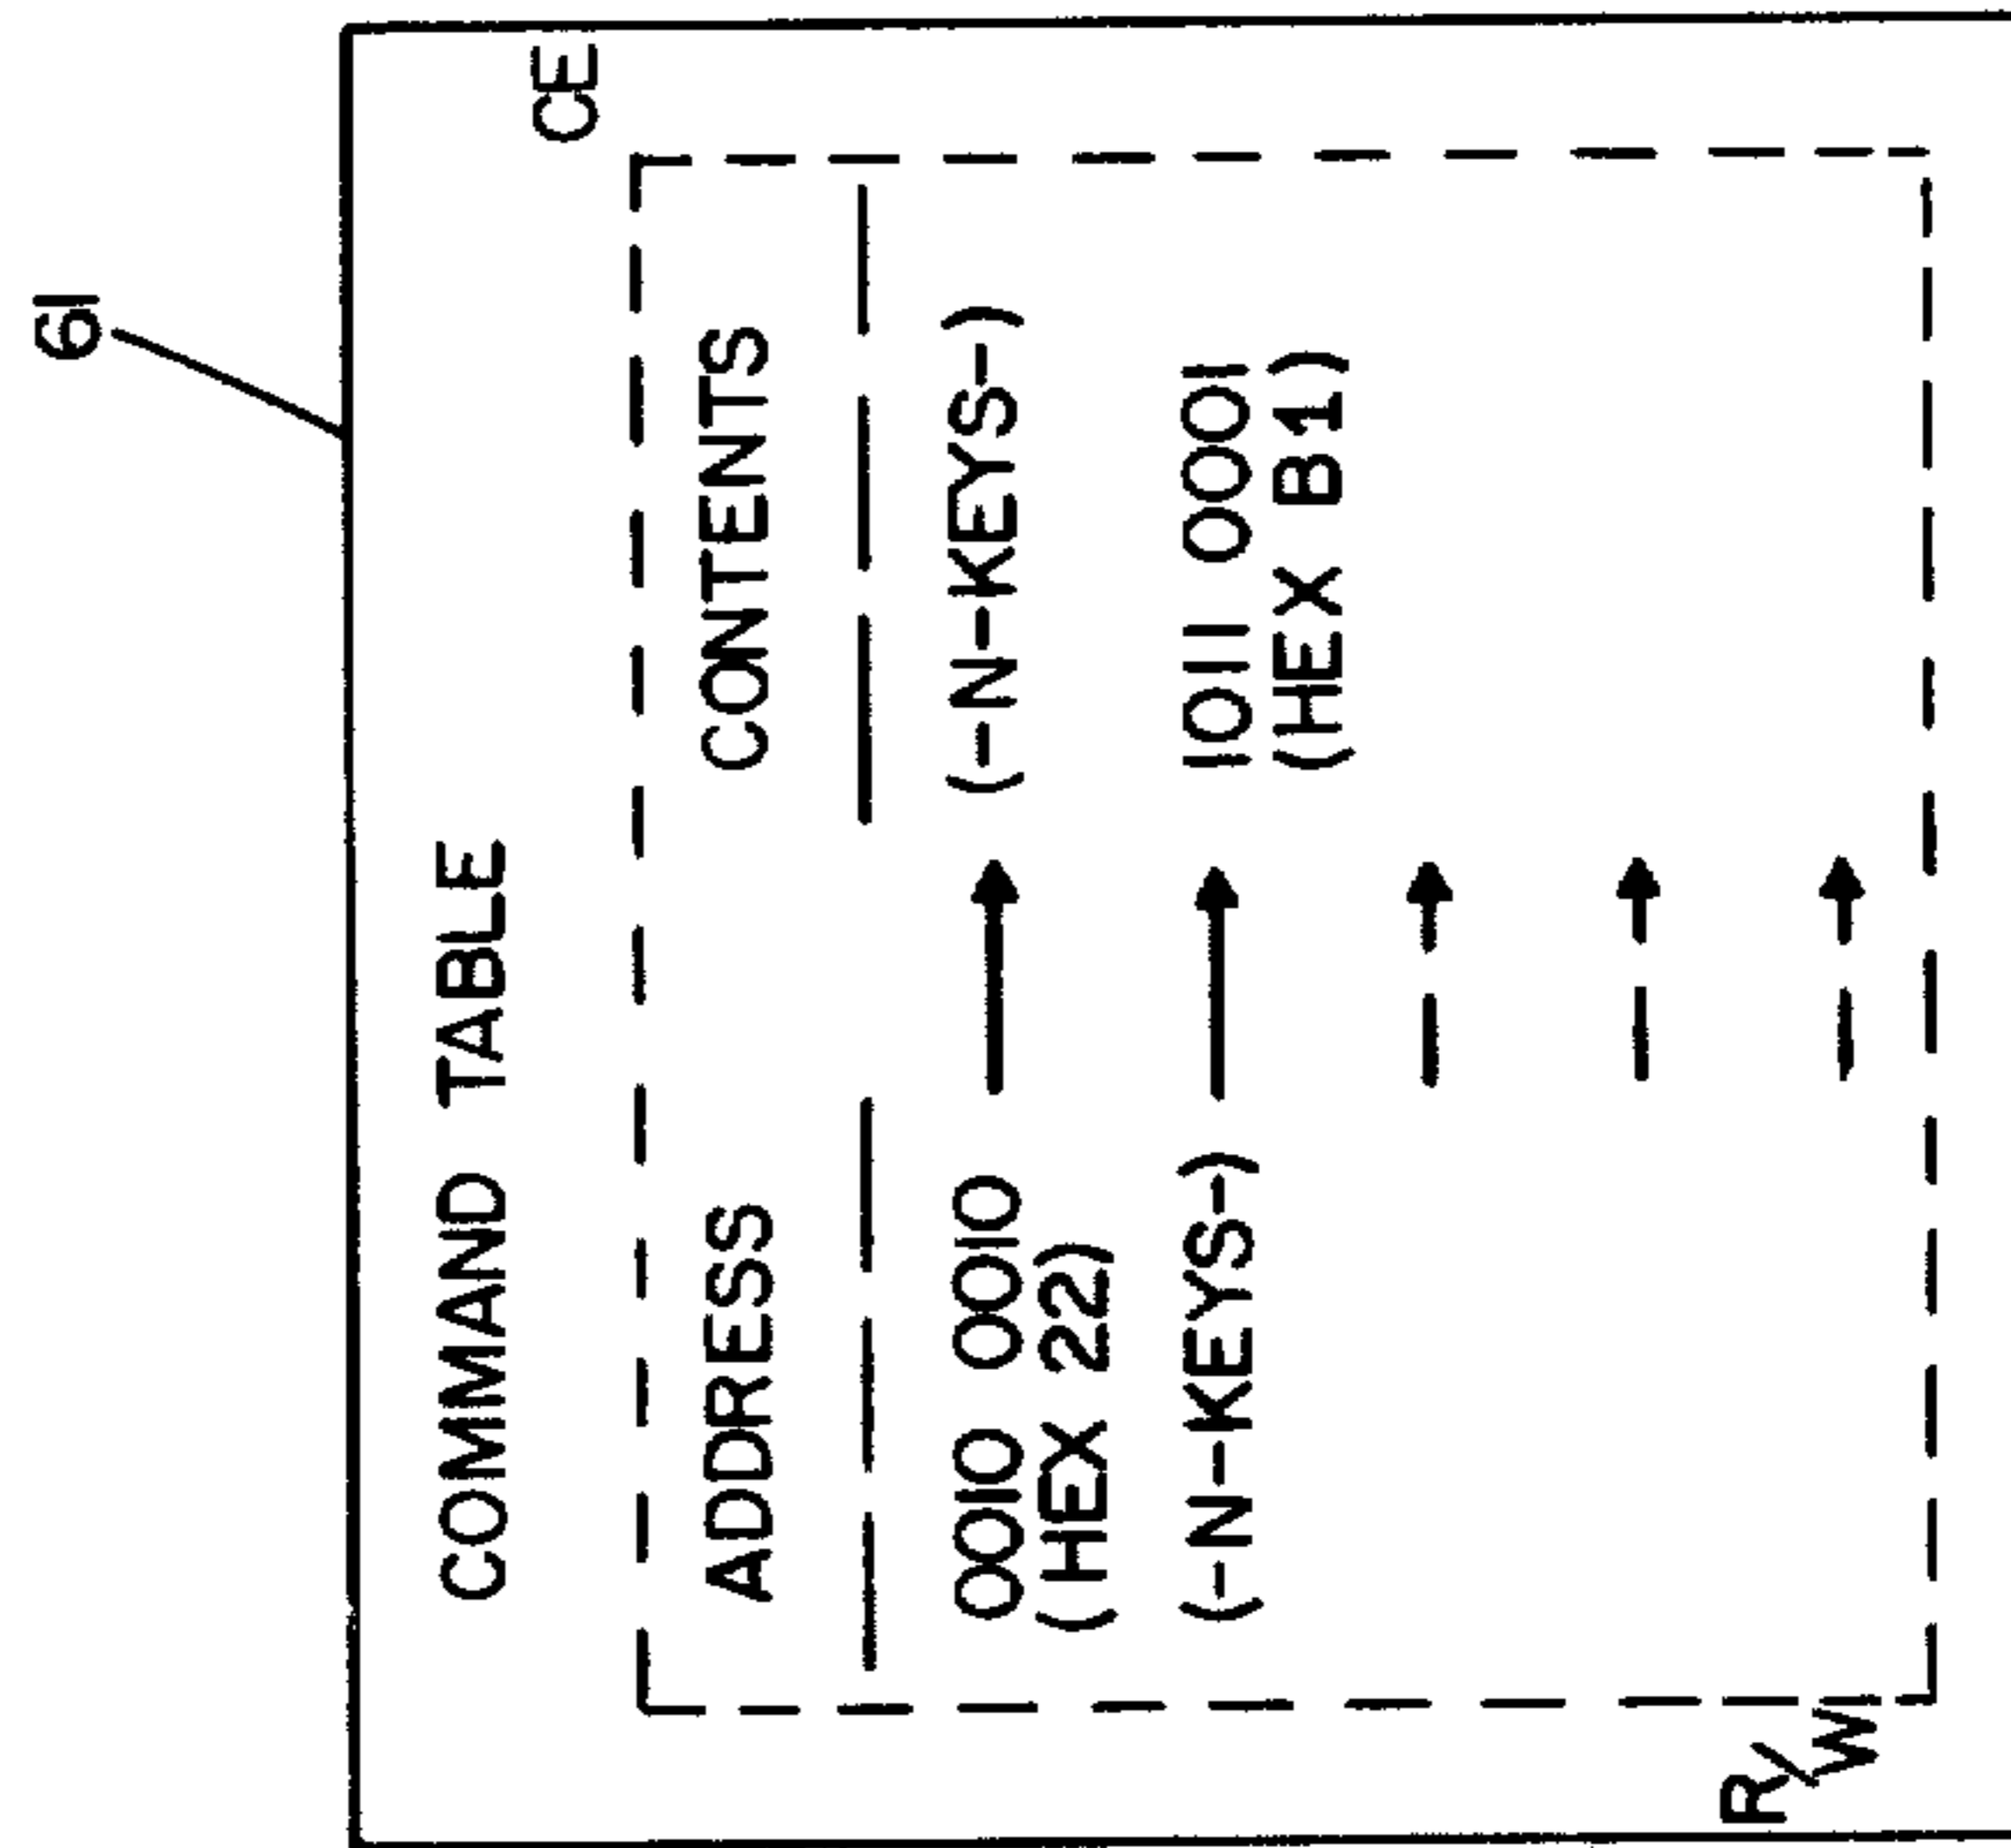 61
COMMAND TABLE
CE
ADDRESS CONTENTS
0010 0010 (-N-KEYS-)
(HEX 22)
(-N-KEYS-) 1011 0001
(HEX B1)
R/W